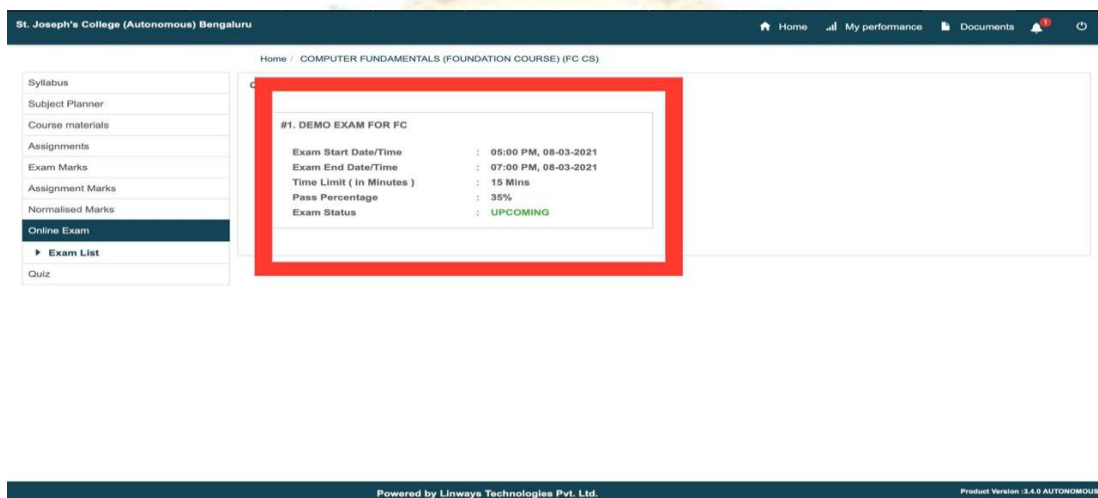 St. Joseph's College (Autonomous) Bengaluru
Home My performance Documents 1
Home / COMPUTER FUNDAMENTALS (FOUNDATION COURSE) (FC CS)
Syllabus
Subject Planner
Course materials
Assignments
Exam Marks
Assignment Marks
Normalised Marks
Online Exam
Exam List
Quiz
#1. DEMO EXAM FOR FC
Exam Start Date/Time : 05:00 PM, 08-03-2021
Exam End Date/Time : 07:00 PM, 08-03-2021
Time Limit ( in Minutes ) : 15 Mins
Pass Percentage : 35%
Exam Status : UPCOMING
Powered by Linways Technologies Pvt. Ltd.
Product Version :3.4.0 AUTONOMOUS